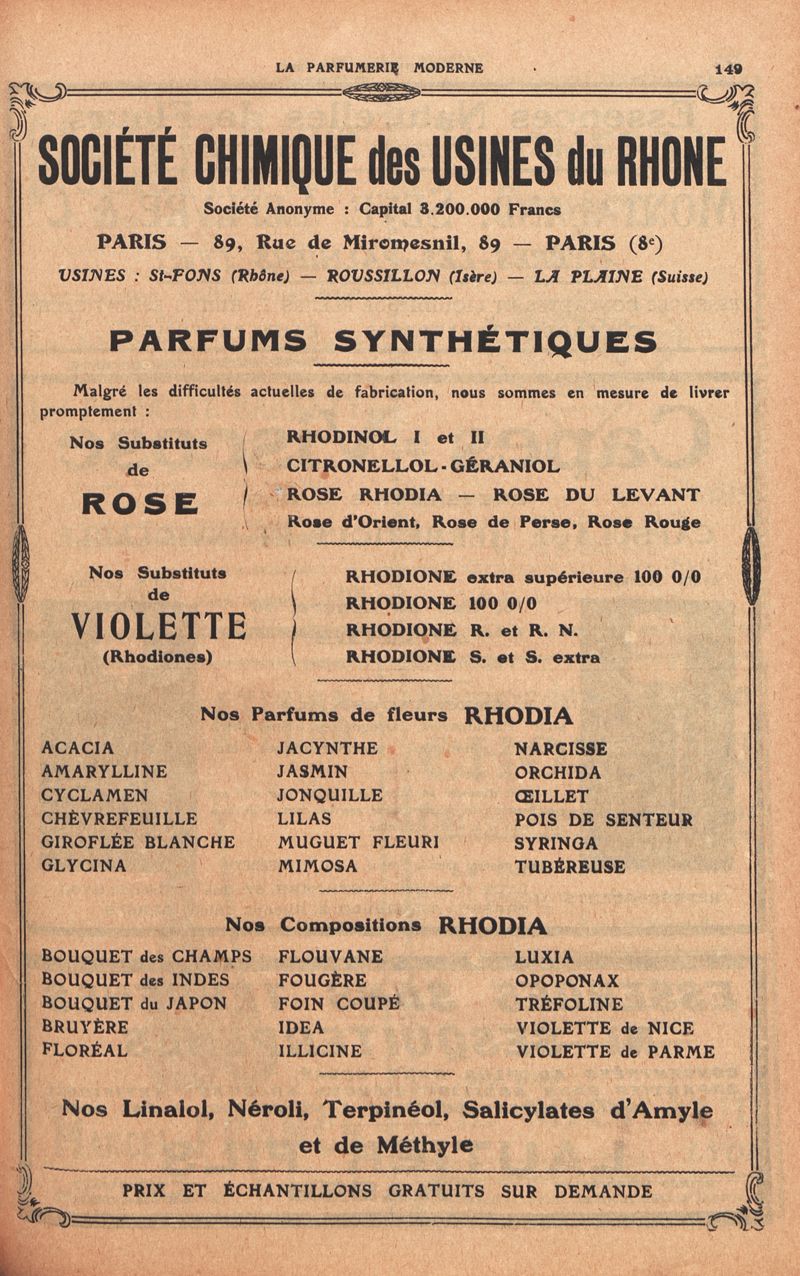 LA PARFUMERIE MODERNE
149
SOCIÉTÉ CHIMIQUE des USINES du RHONE
Société Anonyme : Capital 3.200.000 Francs
PARIS — 89, Rue de Miromesnil, 89 — PARIS (8e)
USINES : St-FONS (Rhône) — ROUSSILLON (Isère) — LA PLAINE (Suisse)
PARFUMS SYNTHÉTIQUES
Malgré les difficultés actuelles de fabrication, nous sommes en mesure de livrer
promptement :
Nos Substituts
de
ROSE
RHODINOL I et II
CITRONELLOL - GÉRANIOL
ROSE RHODIA — ROSE DU LEVANT
Rose d'Orient, Rose de Perse, Rose Rouge
Nos Substituts
de
VIOLETTE
(Rhodiones)
RHODIONE extra supérieure 100 0/0
RHODIONE 100 0/0
RHODIONE R. et R. N.
RHODIONE S. et S. extra
Nos Parfums de fleurs RHODIA
ACACIA
AMARYLLINE
CYCLAMEN
CHÈVREFEUILLE
GIROFLÉE BLANCHE
GLYCINA
JACYNTHE
JASMIN
JONQUILLE
LILAS
MUGUET FLEURI
MIMOSA
NARCISSE
ORCHIDA
ŒILLET
POIS DE SENTEUR
SYRINGA
TUBÉREUSE
Nos Compositions RHODIA
BOUQUET des CHAMPS
BOUQUET des INDES
BOUQUET du JAPON
BRUYÈRE
FLORÉAL
FLOUVANE
FOUGÈRE
FOIN COUPÉ
IDEA
ILLICINE
LUXIA
OPOPONAX
TRÉFOLINE
VIOLETTE de NICE
VIOLETTE de PARME
Nos Linalol, Néroli, Terpinéol, Salicylates d'Amyle
et de Méthyle
PRIX ET ÉCHANTILLONS GRATUITS SUR DEMANDE